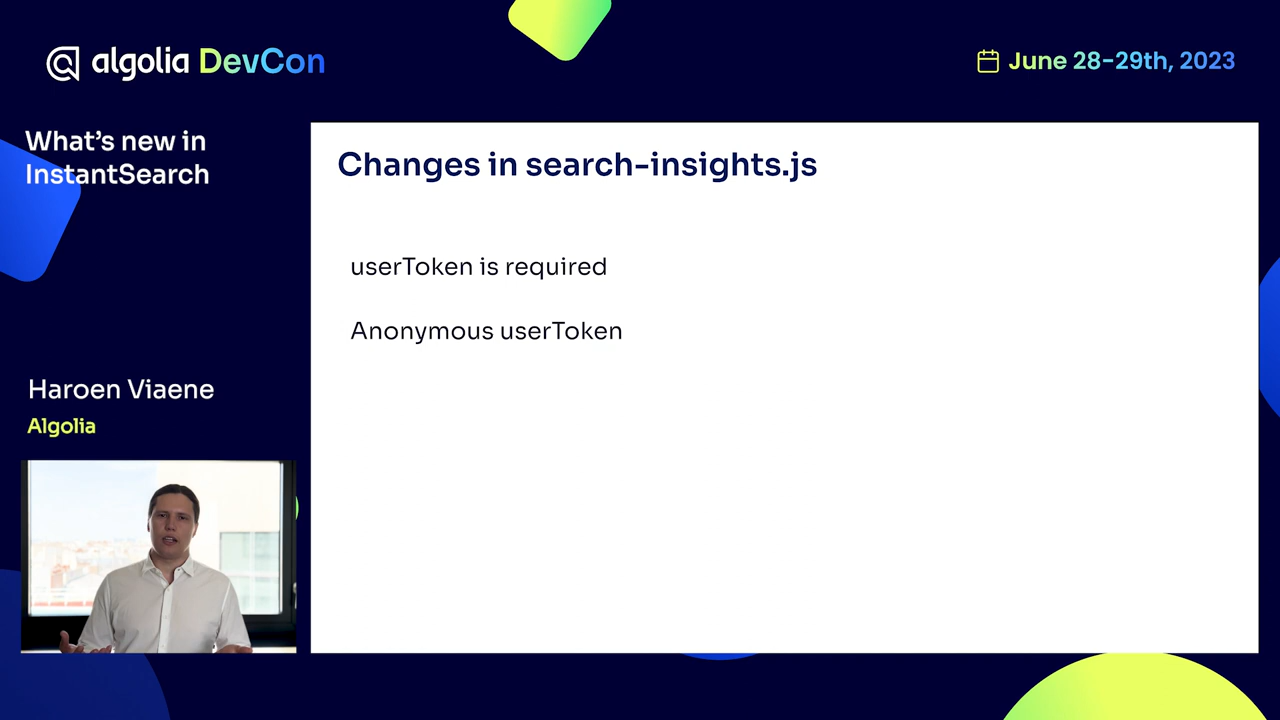 algolia DevCon
June 28-29th, 2023
What's new in
InstantSearch
Changes in search-insights.js
userToken is required
Anonymous userToken
Haroen Viaene
Algolia